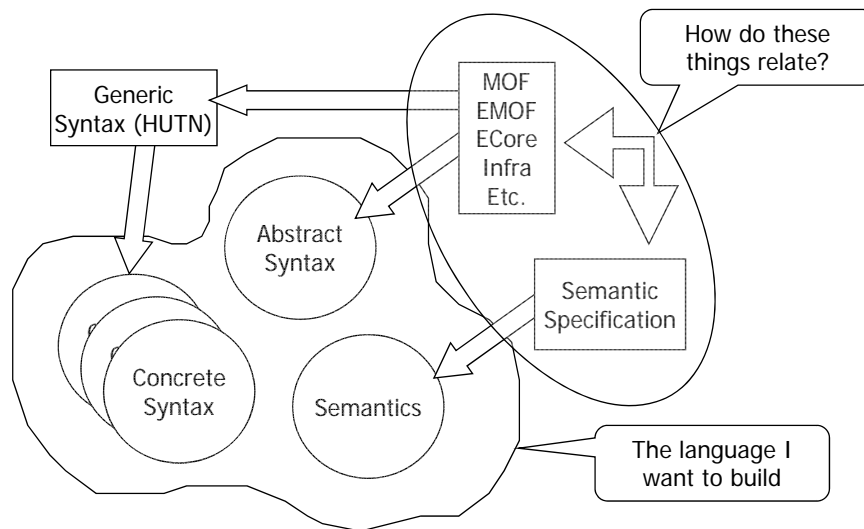 How do these
things relate?
MOF
EMOF
ECore
Infra
Etc.
Generic
Syntax (HUTN)
Abstract
Syntax
Semantic
Specification
Concrete
Syntax
Semantics
The language I
want to build